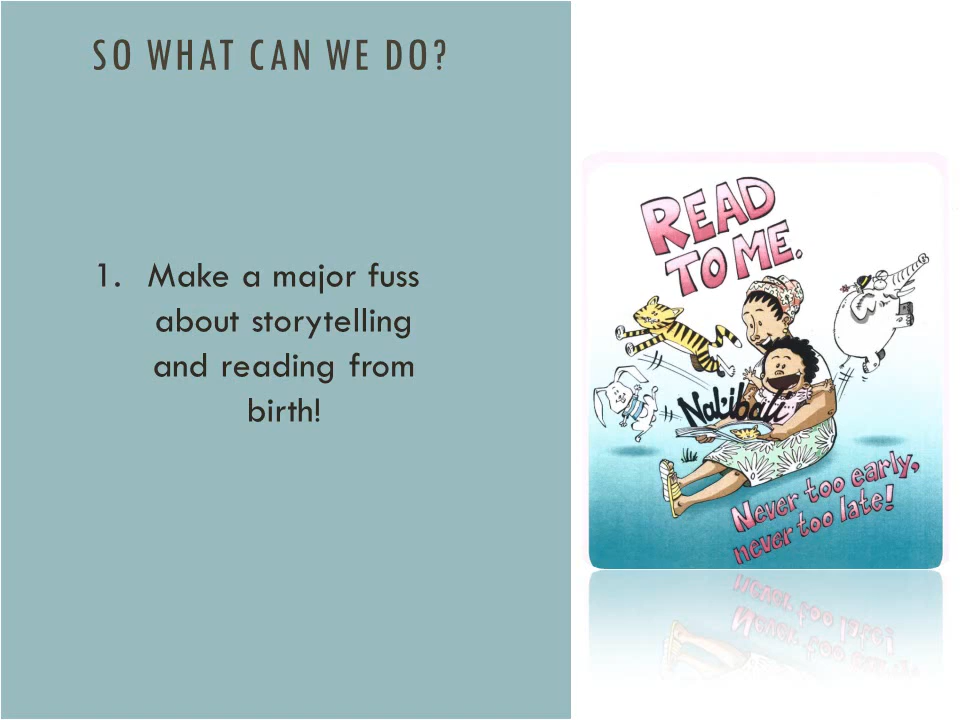 SO WHAT CAN WE DO?
1. Make a major fuss
about storytelling
and reading from
birth!
READ
TO ME.
Nal'ibali
Never too early,
never too late!